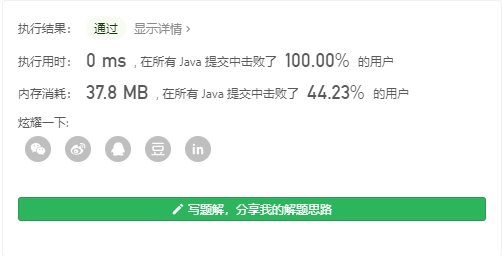 执行结果： 通过 显示详情 ›
执行用时： 0 ms , 在所有 Java 提交中击败了 100.00% 的用户
内存消耗： 37.8 MB , 在所有 Java 提交中击败了 44.23% 的用户
炫耀一下:
豆 in
写题解，分享我的解题思路